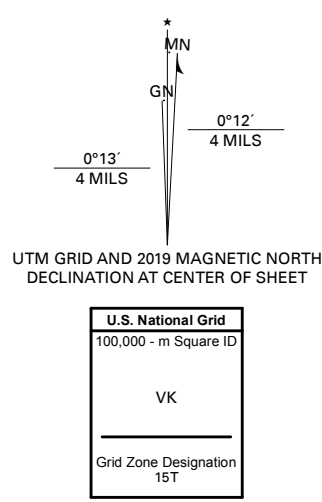 ★
MN
GN
0°12´
4 MILS
0°13´
4 MILS
UTM GRID AND 2019 MAGNETIC NORTH
DECLINATION AT CENTER OF SHEET
U.S. National Grid
100,000 - m Square ID
VK
Grid Zone Designation
15T